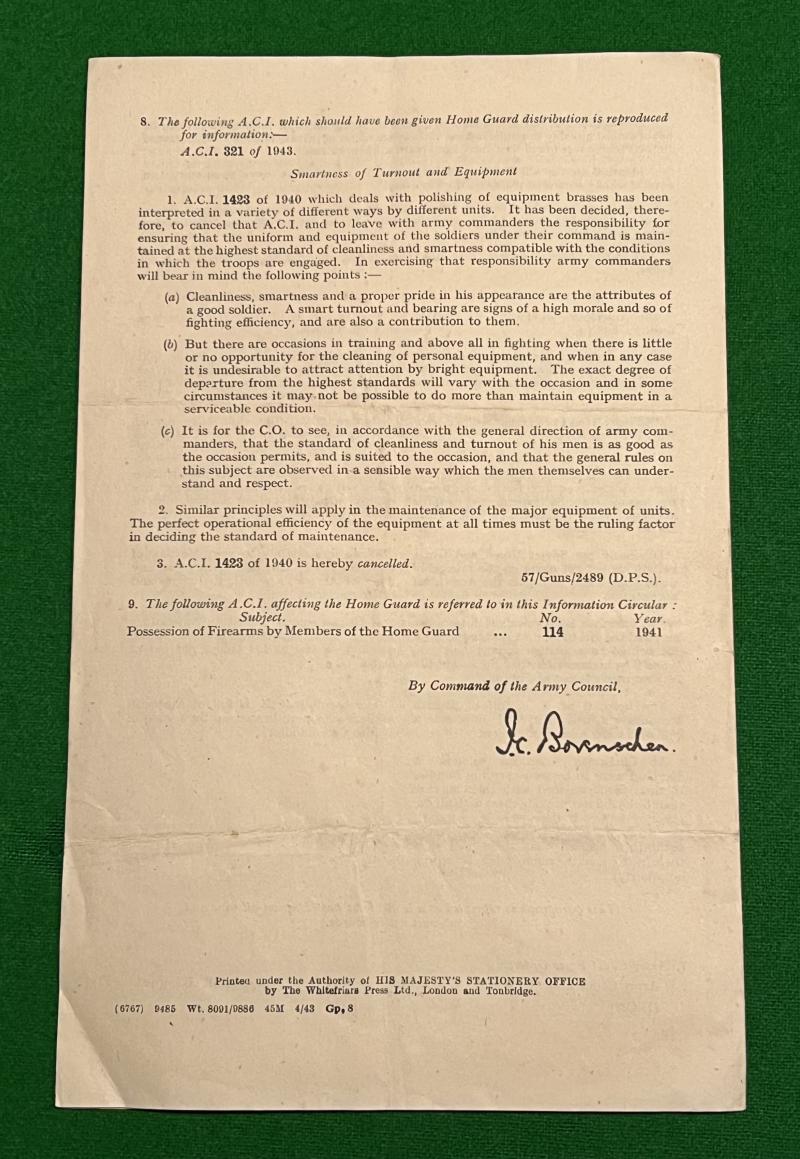 8. The following A.C.I. which should have been given Home Guard distribution is reproduced
for information:—
A.C.I. 321 of 1943.
Smartness of Turnout and Equipment
1. A.C.I. 1423 of 1940 which deals with polishing of equipment brasses has been
interpreted in a variety of different ways by different units. It has been decided, there-
fore, to cancel that A.C.I. and to leave with army commanders the responsibility for
ensuring that the uniform and equipment of the soldiers under their command is main-
tained at the highest standard of cleanliness and smartness compatible with the conditions
in which the troops are engaged. In exercising that responsibility army commanders
will bear in mind the following points :—
(a) Cleanliness, smartness and a proper pride in his appearance are the attributes of
a good soldier. A smart turnout and bearing are signs of a high morale and so of
fighting efficiency, and are also a contribution to them.
(b) But there are occasions in training and above all in fighting when there is little
or no opportunity for the cleaning of personal equipment, and when in any case
it is undesirable to attract attention by bright equipment. The exact degree of
departure from the highest standards will vary with the occasion and in some
circumstances it may not be possible to do more than maintain equipment in a
serviceable condition.
(c) It is for the C.O. to see, in accordance with the general direction of army com-
manders, that the standard of cleanliness and turnout of his men is as good as
the occasion permits, and is suited to the occasion, and that the general rules on
this subject are observed in a sensible way which the men themselves can under-
stand and respect.
2. Similar principles will apply in the maintenance of the major equipment of units.
The perfect operational efficiency of the equipment at all times must be the ruling factor
in deciding the standard of maintenance.
3. A.C.I. 1423 of 1940 is hereby cancelled.
57/Guns/2489 (D.P.S.).
9. The following A.C.I. affecting the Home Guard is referred to in this Information Circular :
Subject. No. Year.
Possession of Firearms by Members of the Home Guard ... 114 1941
By Command of the Army Council,
F.C. Bovenschen.
Printed under the Authority of HIS MAJESTY'S STATIONERY OFFICE
by The Whitefriars Press Ltd., London and Tonbridge.
(6767) 9485 Wt. 8091/9886 45M 4/43 Gp. 8